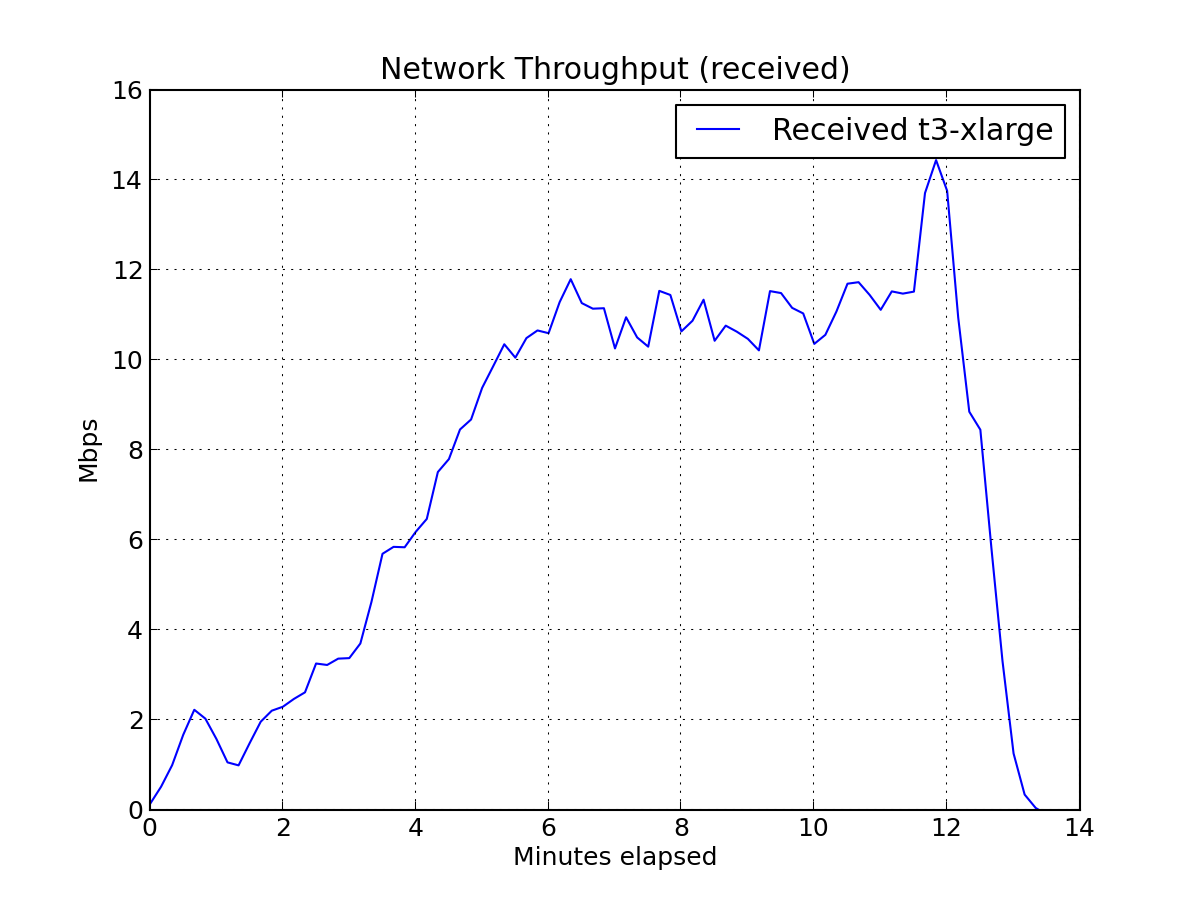 Network Throughput (received)
16
14
12
10
8
6
4
2
0
Mbps
Received t3-xlarge
0 2 4 6 8 10 12 14
Minutes elapsed